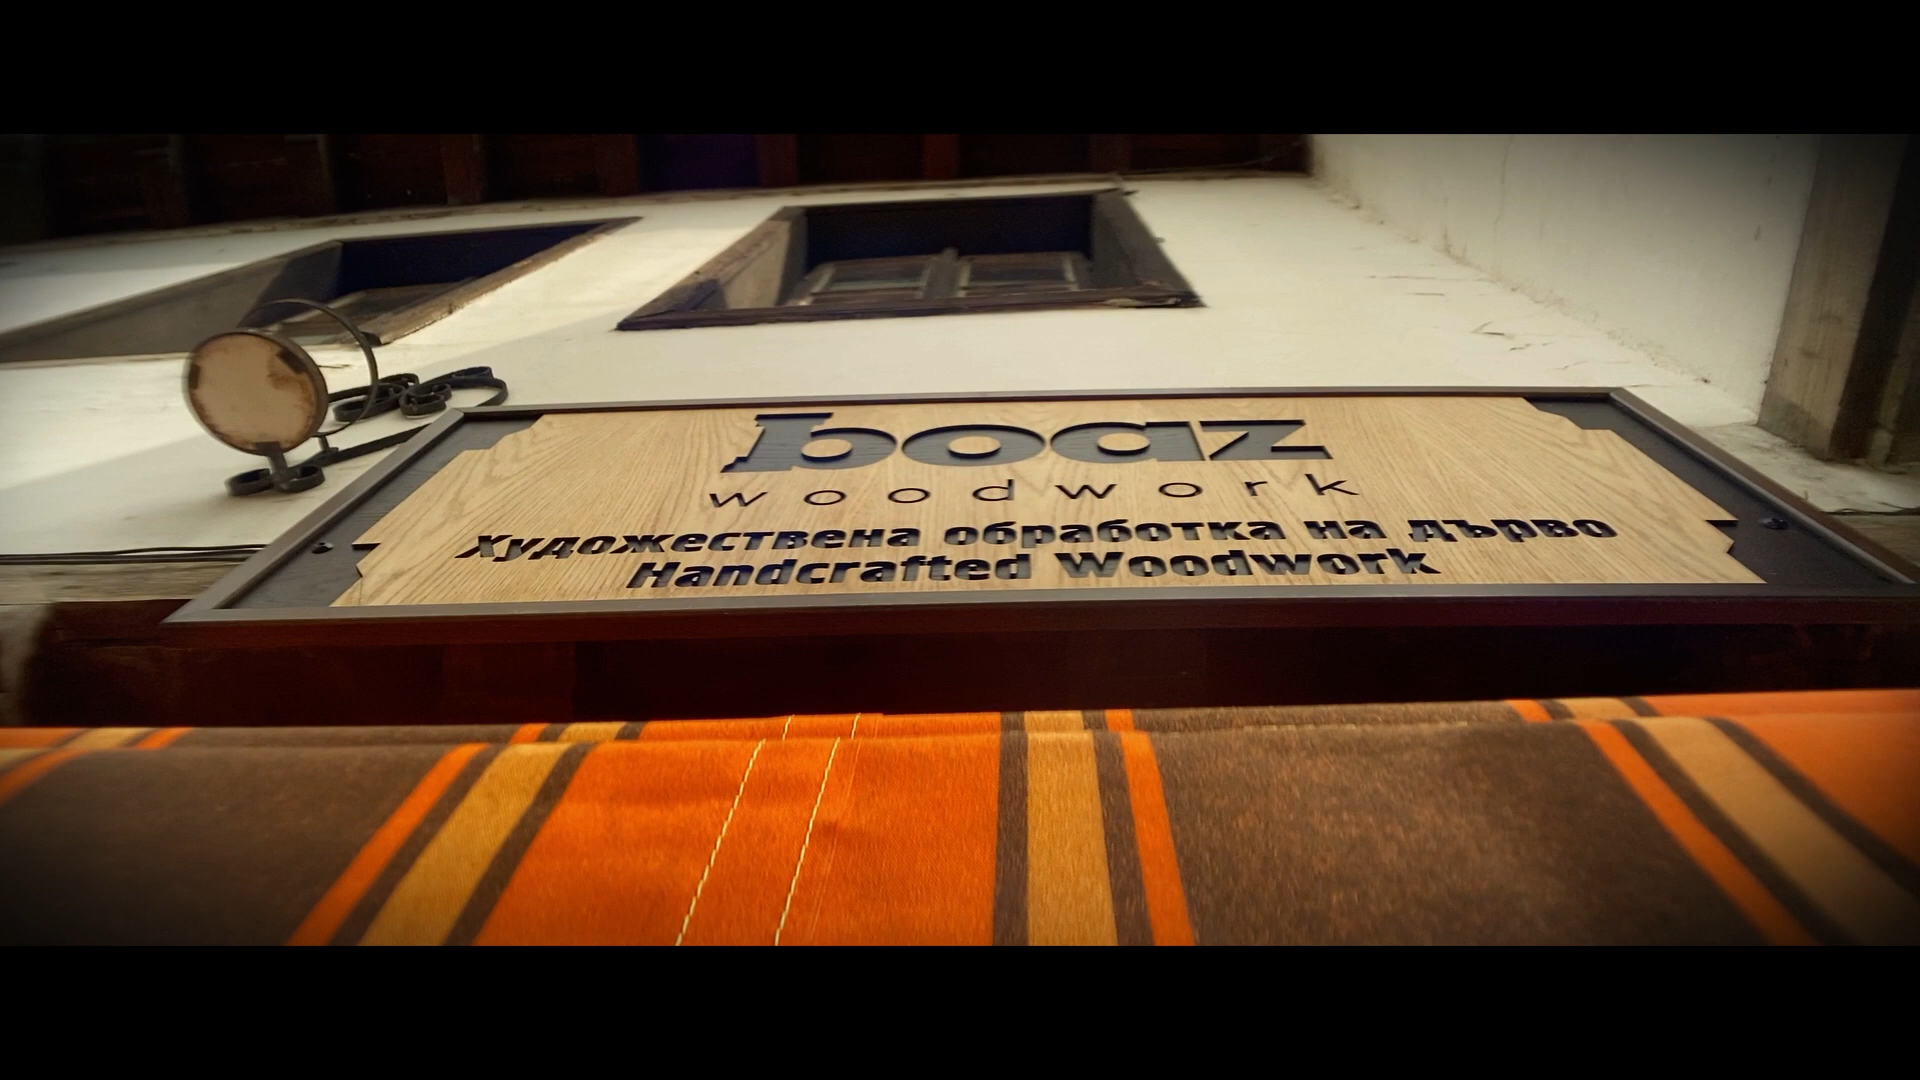 boaz
woodwork
Художествена обработка на дърво
Handcrafted Woodwork